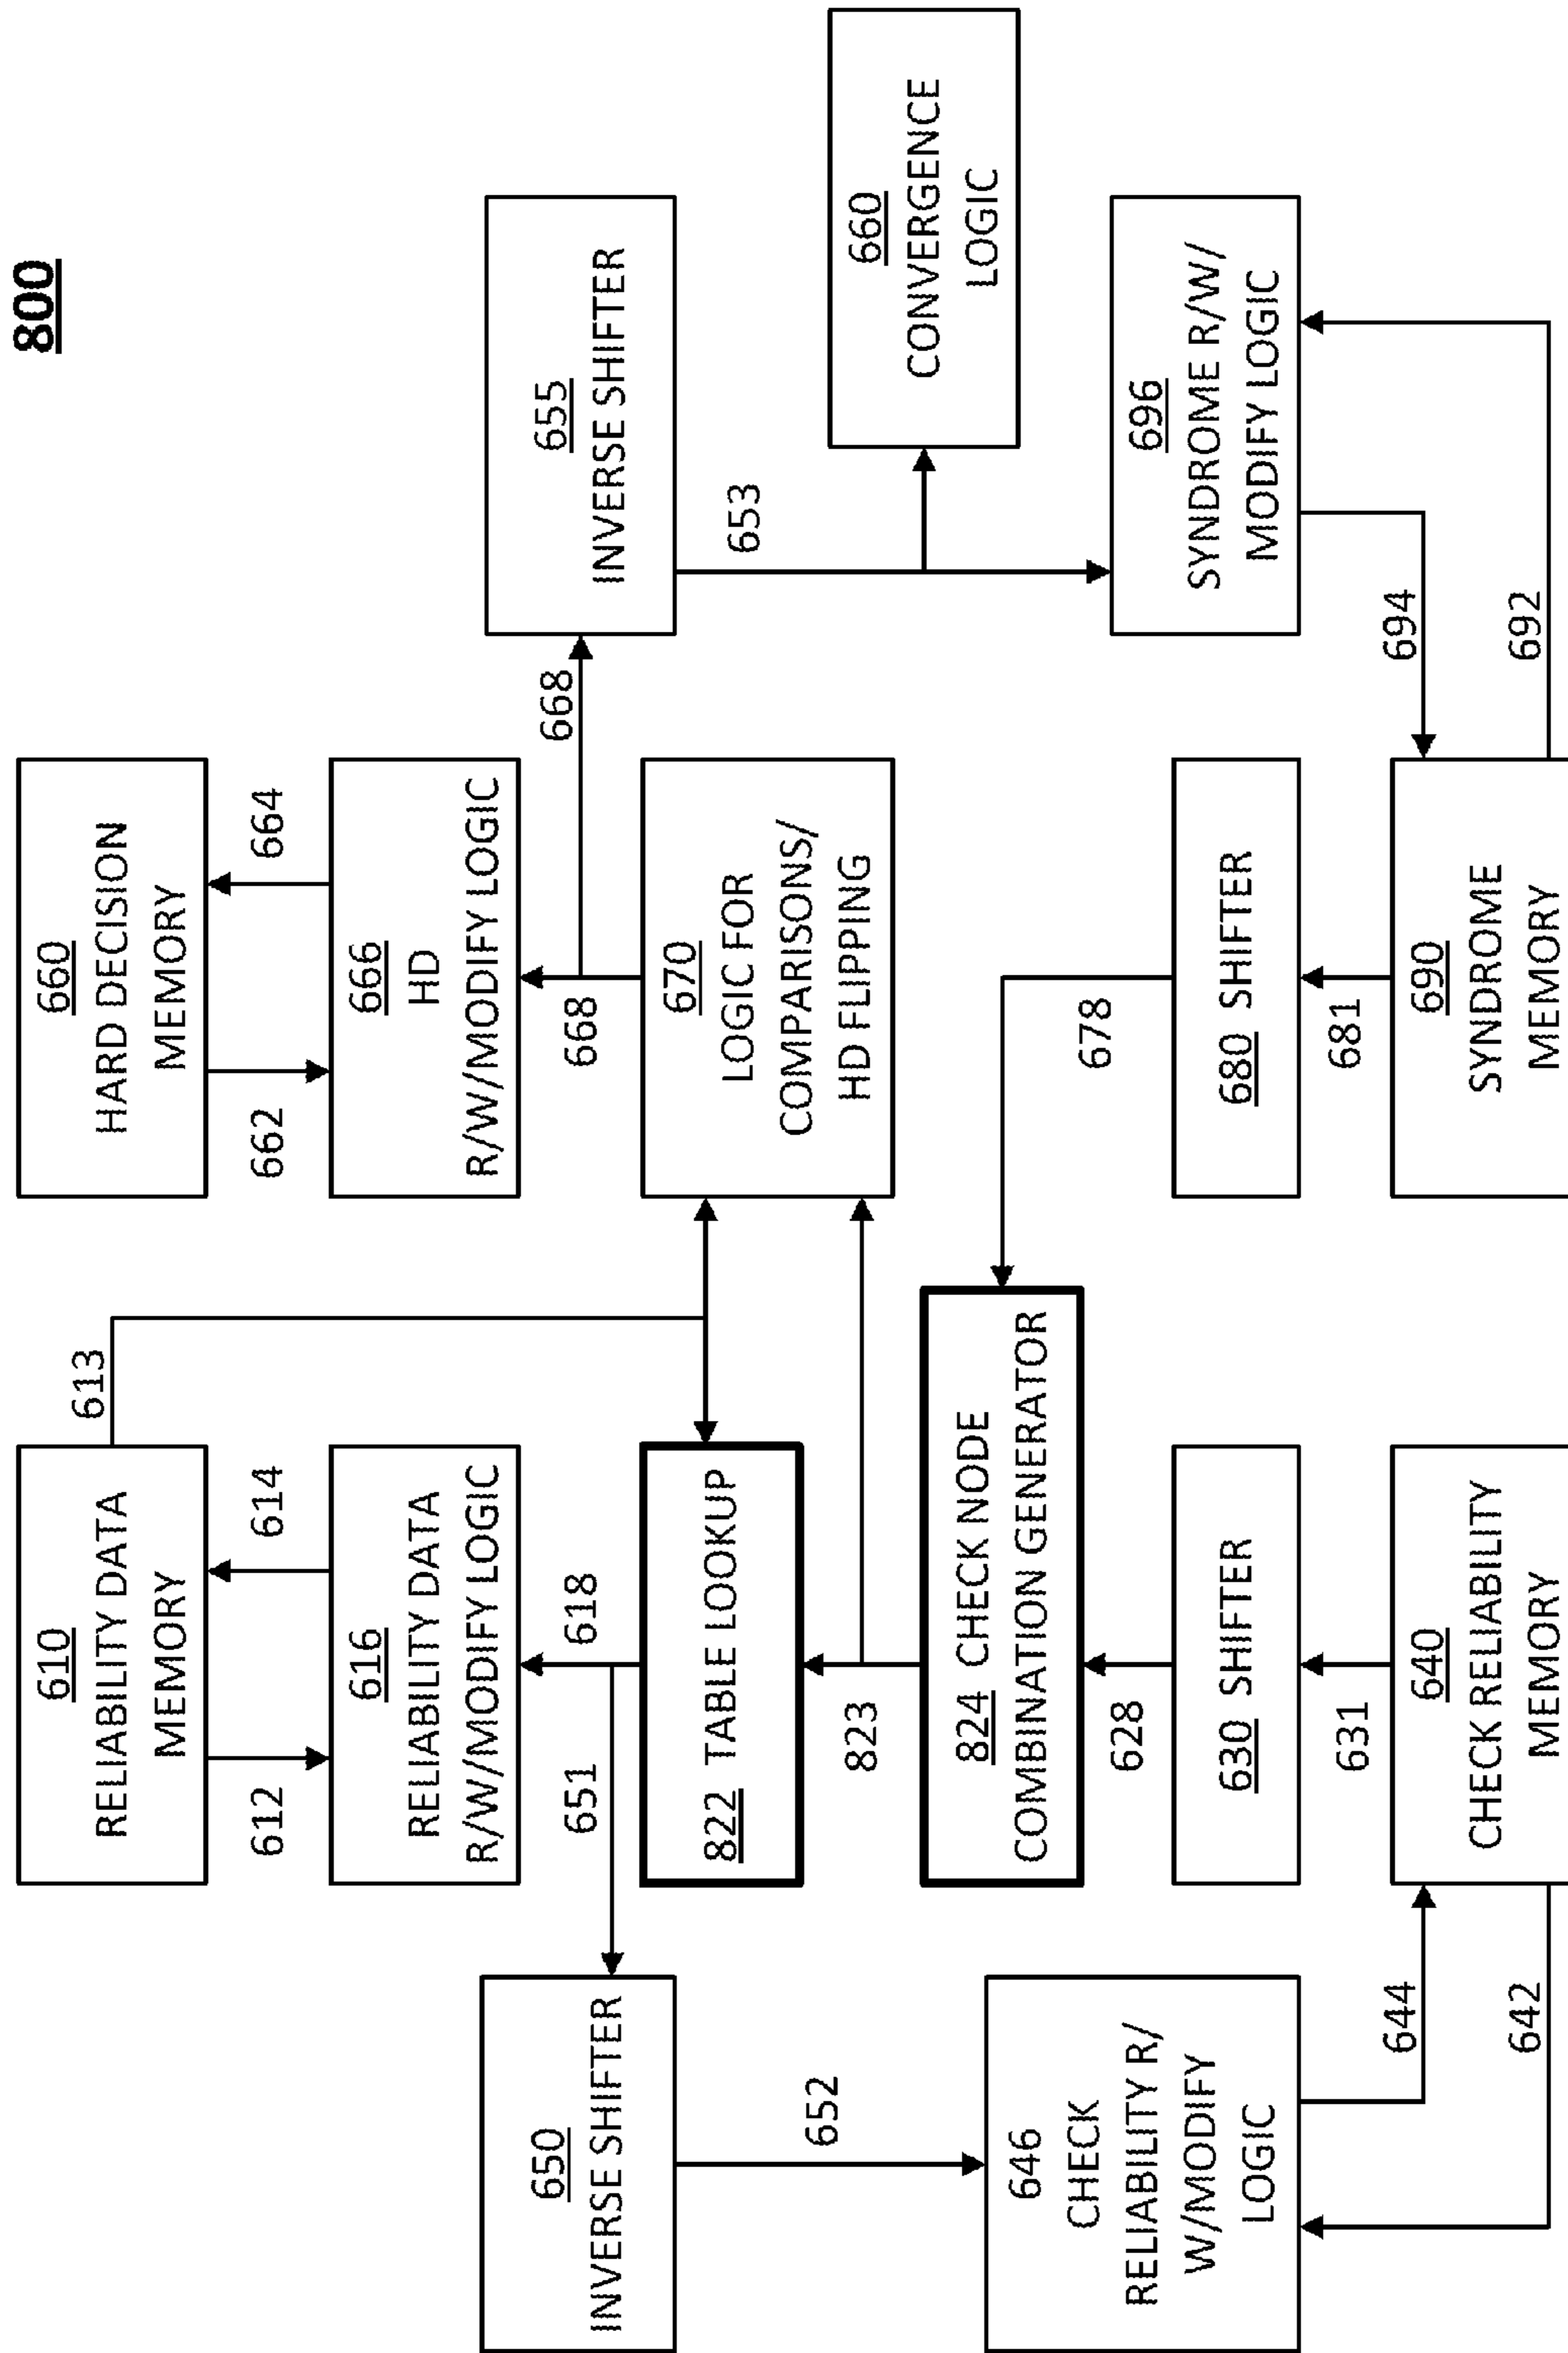 800
610
RELIABILITY DATA
MEMORY
613
660
HARD DECISION
MEMORY
612
614
662
664
616
RELIABILITY DATA
R/W/MODIFY LOGIC
666
HD
R/W/MODIFY LOGIC
650
INVERSE SHIFTER
651
618
668
668
655
INVERSE SHIFTER
822 TABLE LOOKUP
670
LOGIC FOR
COMPARISONS/
HD FLIPPING
652
823
653
660
CONVERGENCE
LOGIC
824 CHECK NODE
COMBINATION GENERATOR
646
CHECK
RELIABILITY R/
W/MODIFY
LOGIC
628
678
630 SHIFTER
680 SHIFTER
696
SYNDROME R/W/
MODIFY LOGIC
644
631
681
694
640
CHECK RELIABILITY
MEMORY
690
SYNDROME
MEMORY
642
692